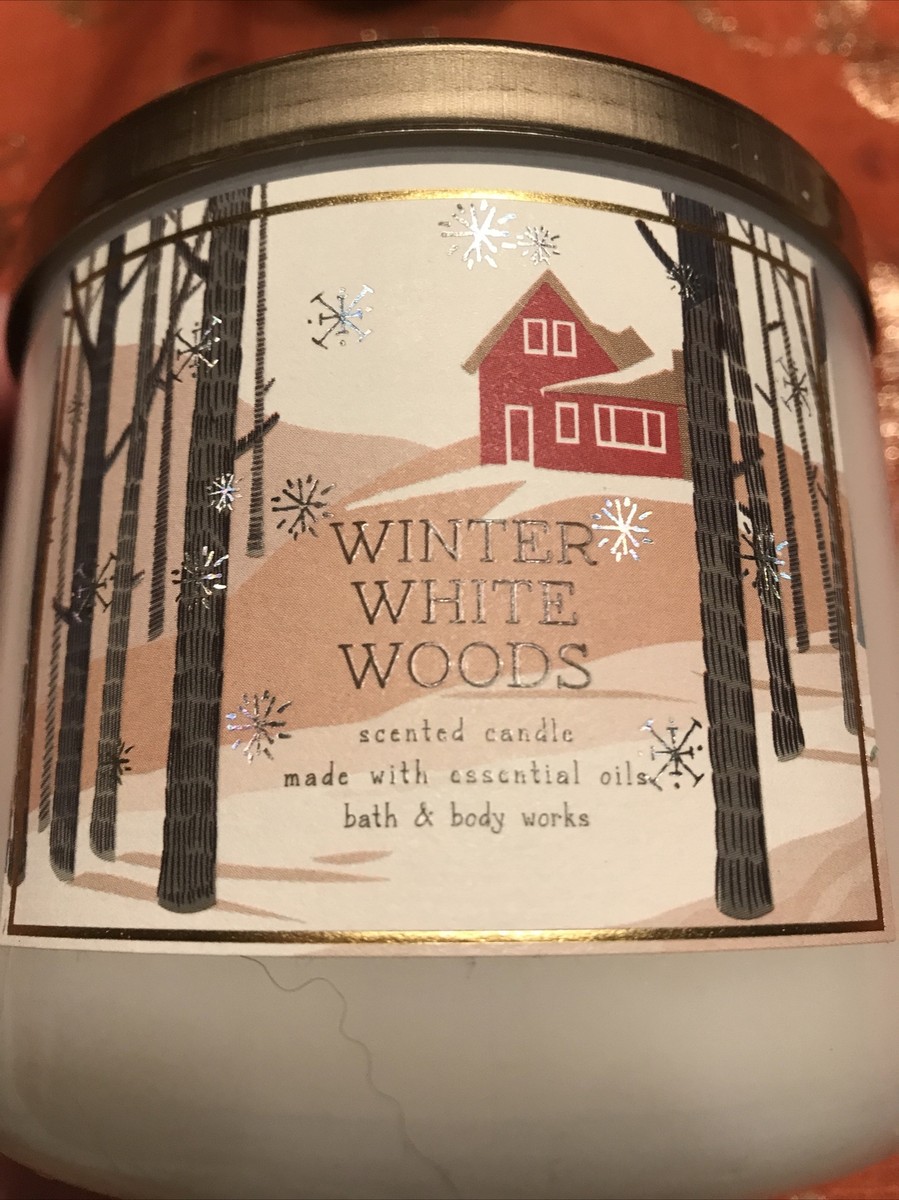 WINTER
WHITE
WOODS
scented candle
made with essential oils
bath & body works